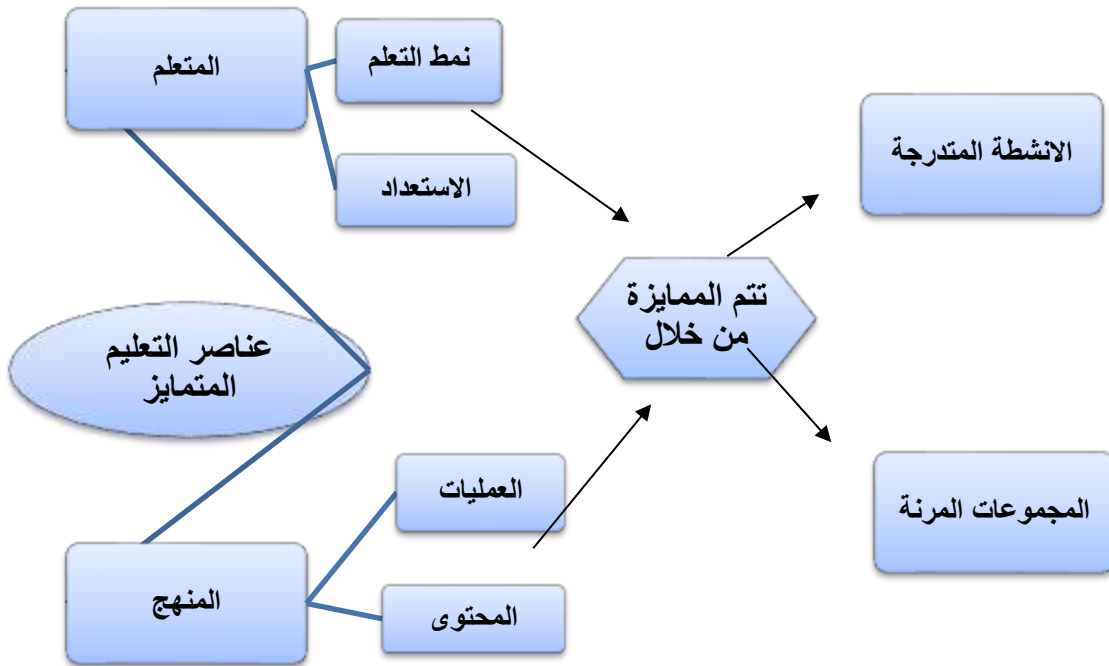 المتعلم
نمط التعلم
الاستعداد
الانشطة المتدرجة
تتم الممايزة
من خلال
عناصر التعليم
المتمايز
العمليات
المجموعات المرنة
المنهج
المحتوى